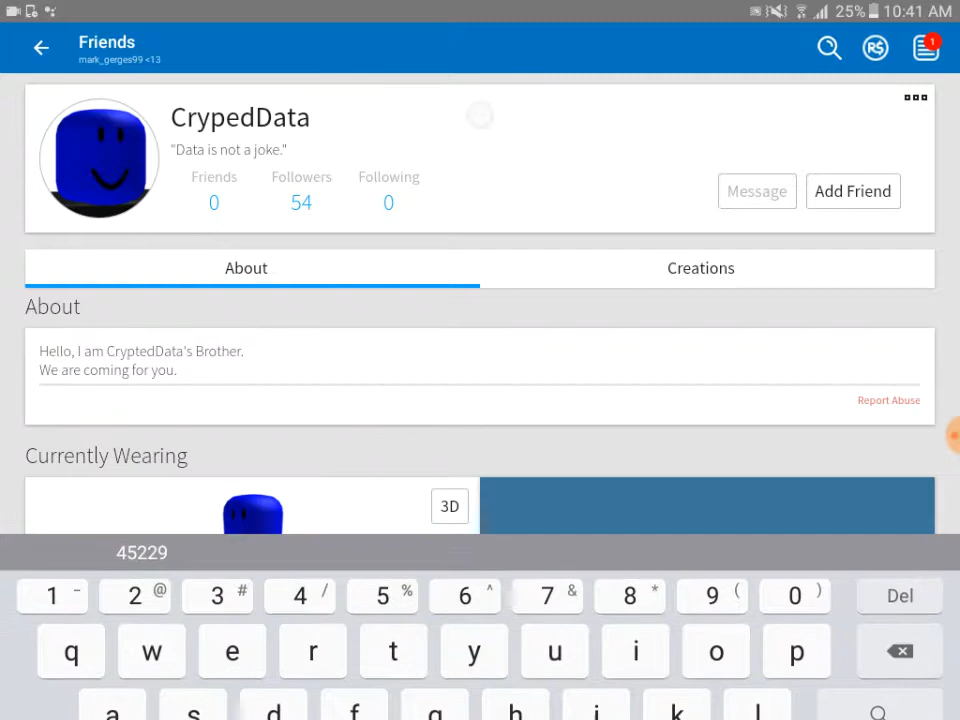 25% 10:41 AM
Friends
mark_gerges99 <13
R$
1
CrypedData
"Data is not a joke."
Friends Followers Following
0 54 0
Message Add Friend
About Creations
About
Hello, I am CryptedData's Brother.
We are coming for you.
Report Abuse
Currently Wearing
3D
45229
1 - 2 @ 3 # 4 / 5 % 6 ^ 7 & 8 * 9 ( 0 ) Del
q w e r t y u i o p
a s d f g h j k l